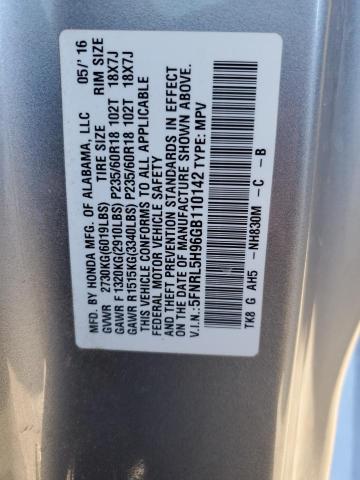 MFD. BY HONDA MFG. OF ALABAMA, LLC 05/' 16
GVWR 2730KG(6019LBS) TIRE SIZE RIM SIZE
GAWR F1320KG(2910LBS) P235/60R18 102T 18X7J
GAWR R1515KG(3340LBS) P235/60R18 102T 18X7J
THIS VEHICLE CONFORMS TO ALL APPLICABLE
FEDERAL MOTOR VEHICLE SAFETY
AND THEFT PREVENTION STANDARDS IN EFFECT
ON THE DATE OF MANUFACTURE SHOWN ABOVE.
V.I.N.:5FNRL5H96GB110142 TYPE: MPV
TK8 G AH5 -NH830M - C - B